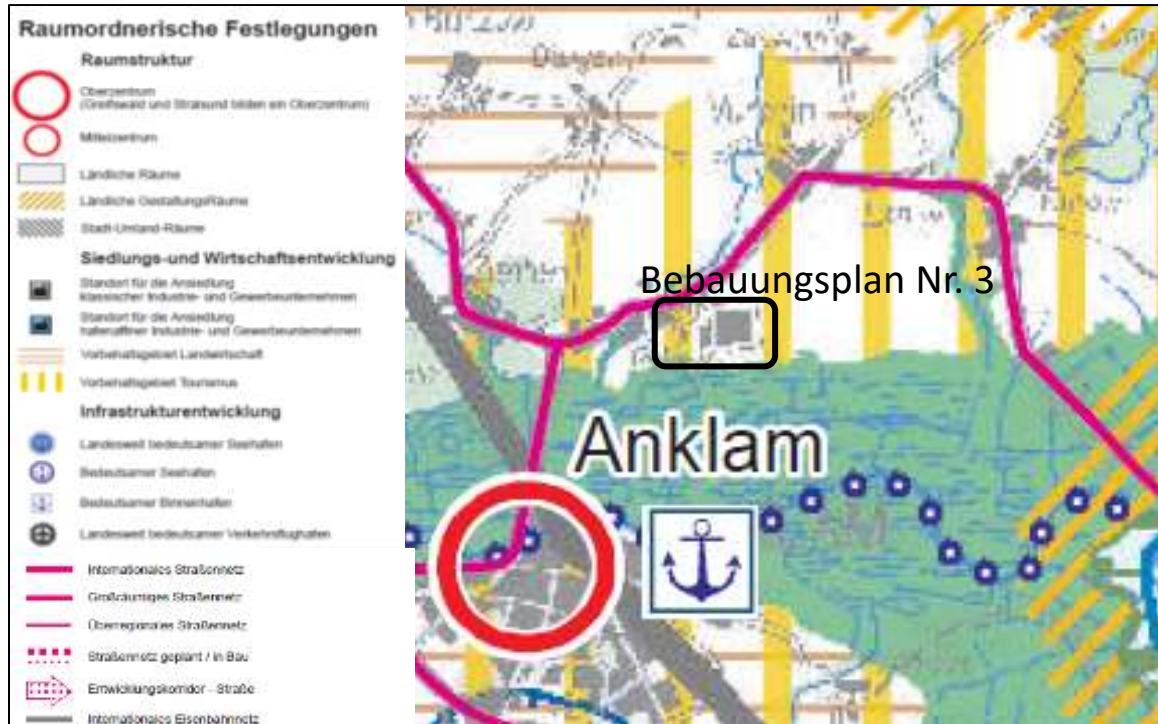 Raumordnerische Festlegungen
Raumstruktur
Oberzentrum
(Greifswald und Stralsund bilden ein Oberzentrum)
Mittelzentrum
Ländliche Räume
Ländliche GestaltungsRäume
Stadt-Umland-Räume
Siedlungs-und Wirtschaftsentwicklung
Standort für die Ansiedlung
klassischer Industrie- und Gewerbeunternehmen
Standort für die Ansiedlung
hafenaffiner Industrie- und Gewerbeunternehmen
Vorbehaltsgebiet Landwirtschaft
Vorbehaltsgebiet Tourismus
Infrastrukturentwicklung
Landesweit bedeutsamer Seehafen
Bedeutsamer Seehafen
Bedeutsamer Binnenhafen
Landesweit bedeutsamer Verkehrsflughafen
Internationales Straßennetz
Großräumiges Straßennetz
Überregionales Straßennetz
Straßennetz geplant / in Bau
Entwicklungskorridor - Straße
Internationales Eisenbahnnetz
Bebauungsplan Nr. 3
Anklam